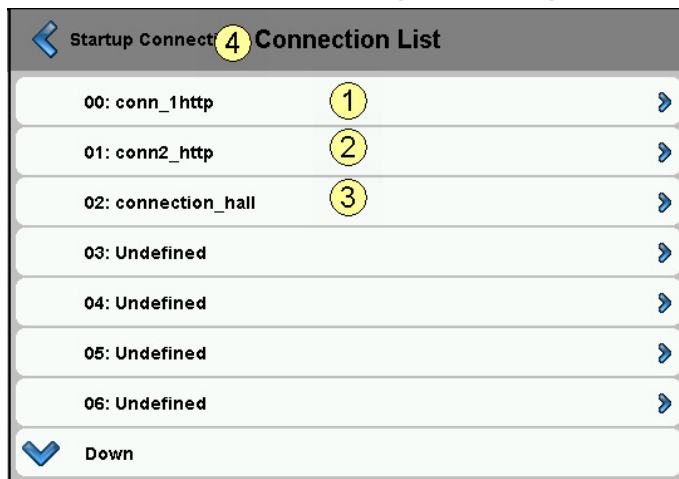 Startup Connecti 4 Connection List
00: conn_1http 1
01: conn2_http 2
02: connection_hall 3
03: Undefined
04: Undefined
05: Undefined
06: Undefined
Down